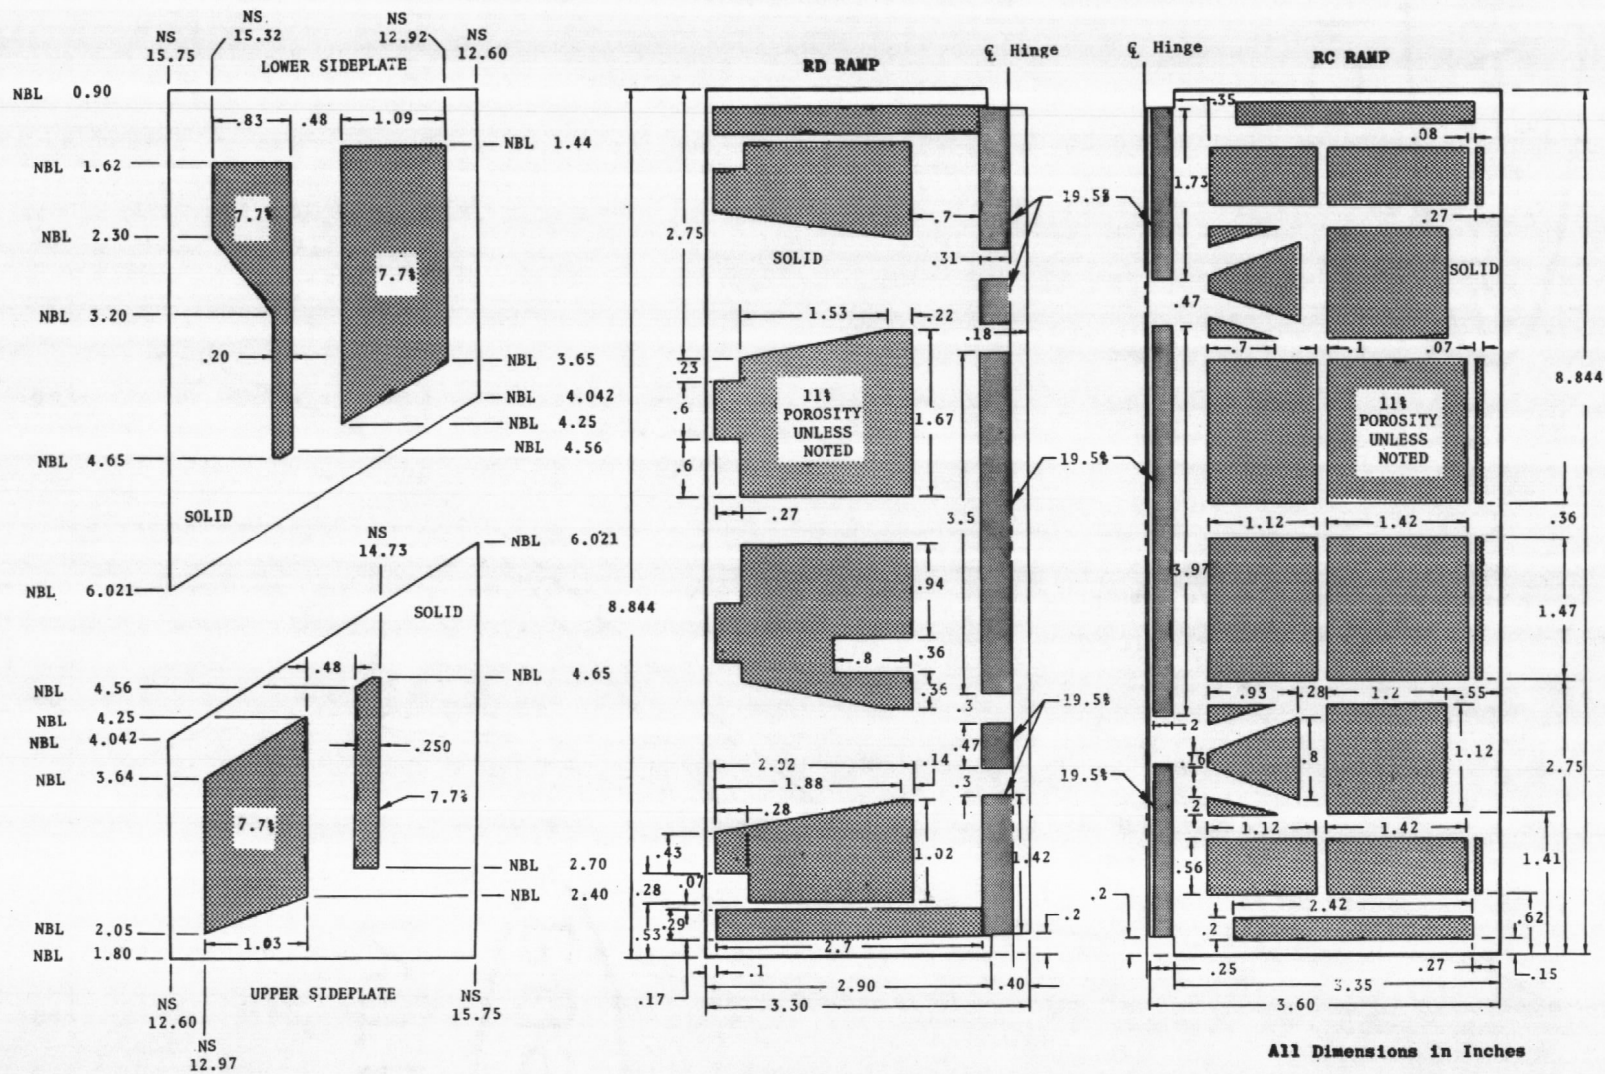 NS
15.75
NS
15.32
NS
12.92
NS
12.60
LOWER SIDEPLATE
NBL 0.90
.83
.48
1.09
NBL 1.44
NBL 1.62
7.7%
NBL 2.30
7.7%
NBL 3.20
.20
NBL 3.65
NBL 4.042
NBL 4.25
NBL 4.56
NBL 4.65
SOLID
NS
14.73
NBL 6.021
NBL 6.021
SOLID
.48
NBL 4.65
NBL 4.56
NBL 4.25
NBL 4.042
.250
NBL 3.64
7.7%
7.7%
NBL 2.70
NBL 2.40
NBL 2.05
1.03
NBL 1.80
NS
12.60
UPPER SIDEPLATE
NS
15.75
NS
12.97
RD RAMP
℄ Hinge
2.75
.7
19.5%
SOLID
.31
1.53
.22
.18
.23
.6
11%
POROSITY
UNLESS
NOTED
1.67
.6
19.5%
.27
3.5
.94
8.844
.8
.36
.36
.3
19.5%
.47
2.02
.14
1.88
.3
19.5%
.28
.43
1.02
1.42
.28
.07
.29
.53
.2
2.7
.1
.17
2.90
.40
3.30
℄ Hinge
RC RAMP
.35
.08
1.73
.27
SOLID
.47
.7
.1
.07
8.844
11%
POROSITY
UNLESS
NOTED
1.12
1.42
.36
3.97
1.47
.93
.28
1.2
.55
.2
.6
.8
1.12
2.75
.2
1.12
1.42
.56
1.41
.2
2.42
.2
.62
.25
.27
.15
3.35
3.60
All Dimensions in Inches